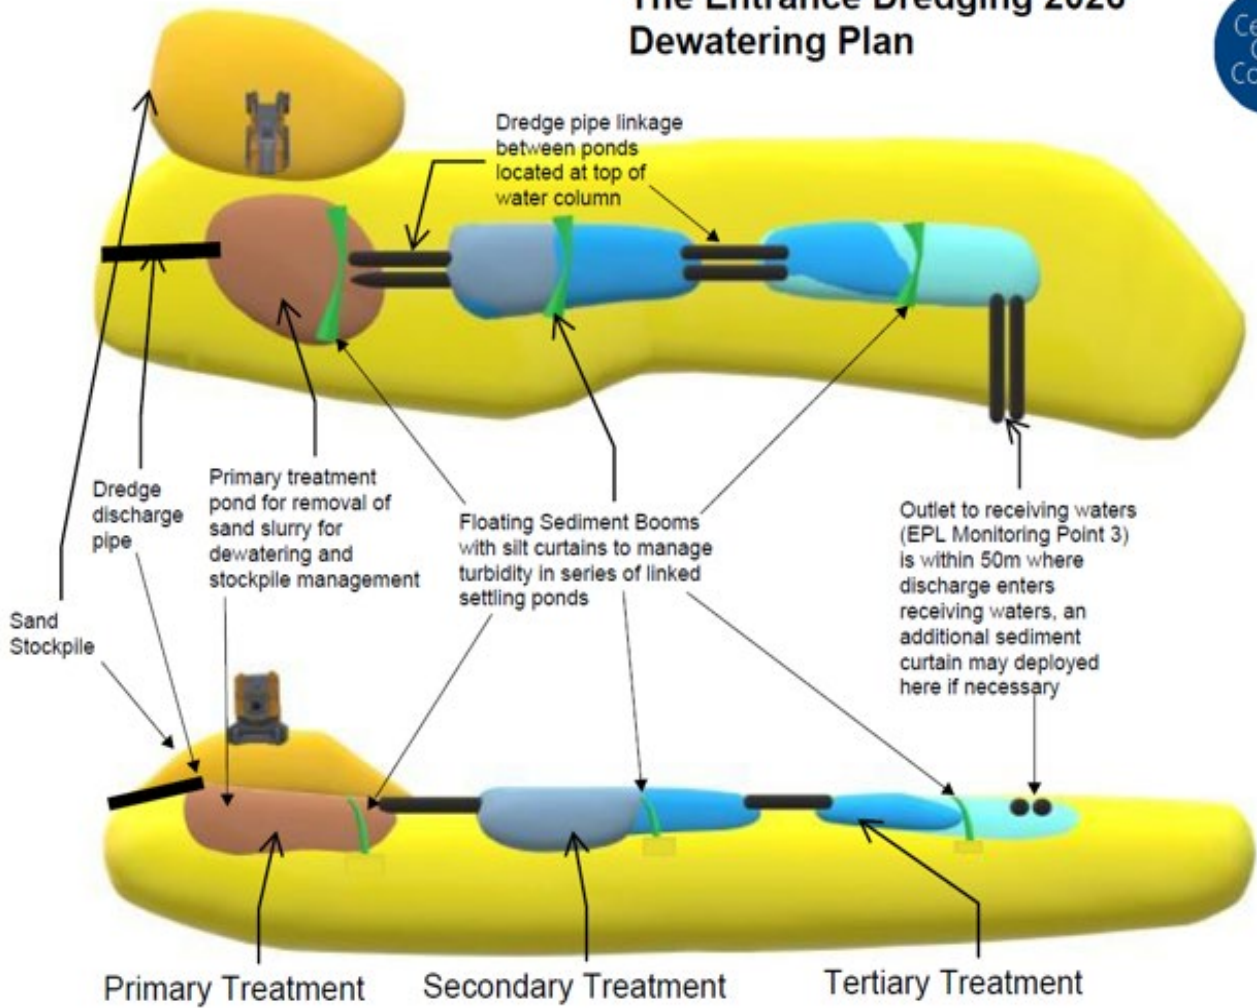 The Entrance Dredging 2026
Dewatering Plan
Dredge pipe linkage
between ponds
located at top of
water column
Dredge
discharge
pipe
Primary treatment
pond for removal of
sand slurry for
dewatering and
stockpile management
Floating Sediment Booms
with silt curtains to manage
turbidity in series of linked
settling ponds
Outlet to receiving waters
(EPL Monitoring Point 3)
is within 50m where
discharge enters
receiving waters, an
additional sediment
curtain may deployed
here if necessary
Sand
Stockpile
Primary Treatment
Secondary Treatment
Tertiary Treatment